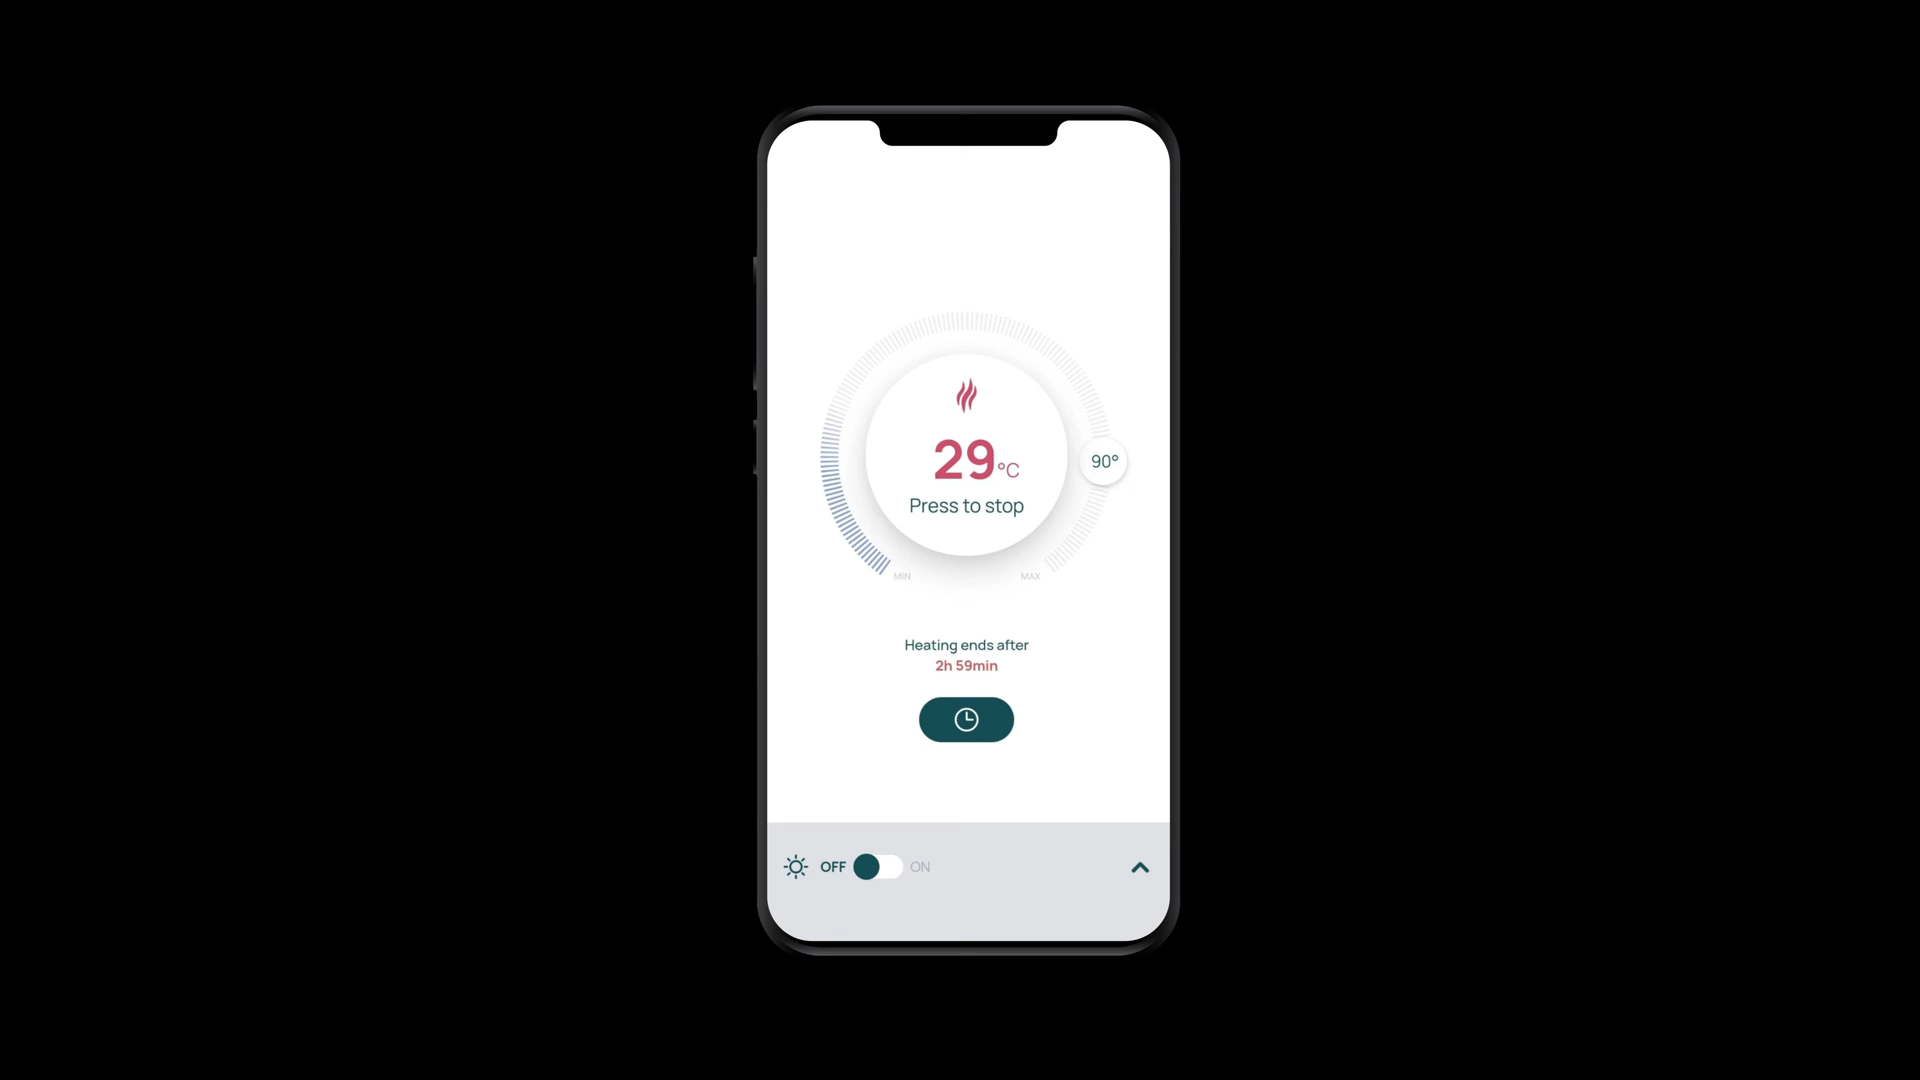 29°C
Press to stop
90°
MIN
MAX
Heating ends after
2h 59min
OFF
ON